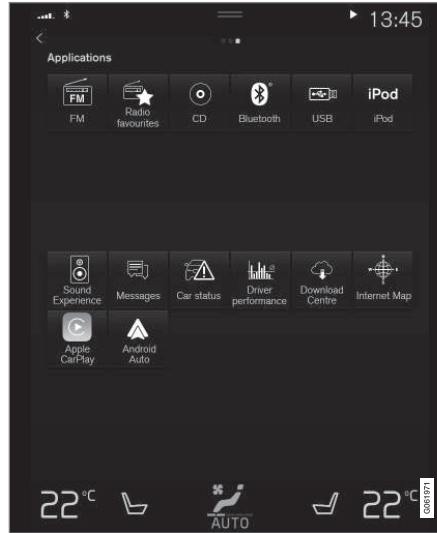 13:45
Applications
FM
FM
Radio
favourites
CD
Bluetooth
USB
iPod
iPod
Sound
Experience
Messages
Car status
Driver
performance
Download
Centre
Internet Map
Apple
CarPlay
Android
Auto
22°C
AUTO
22°C
G061971